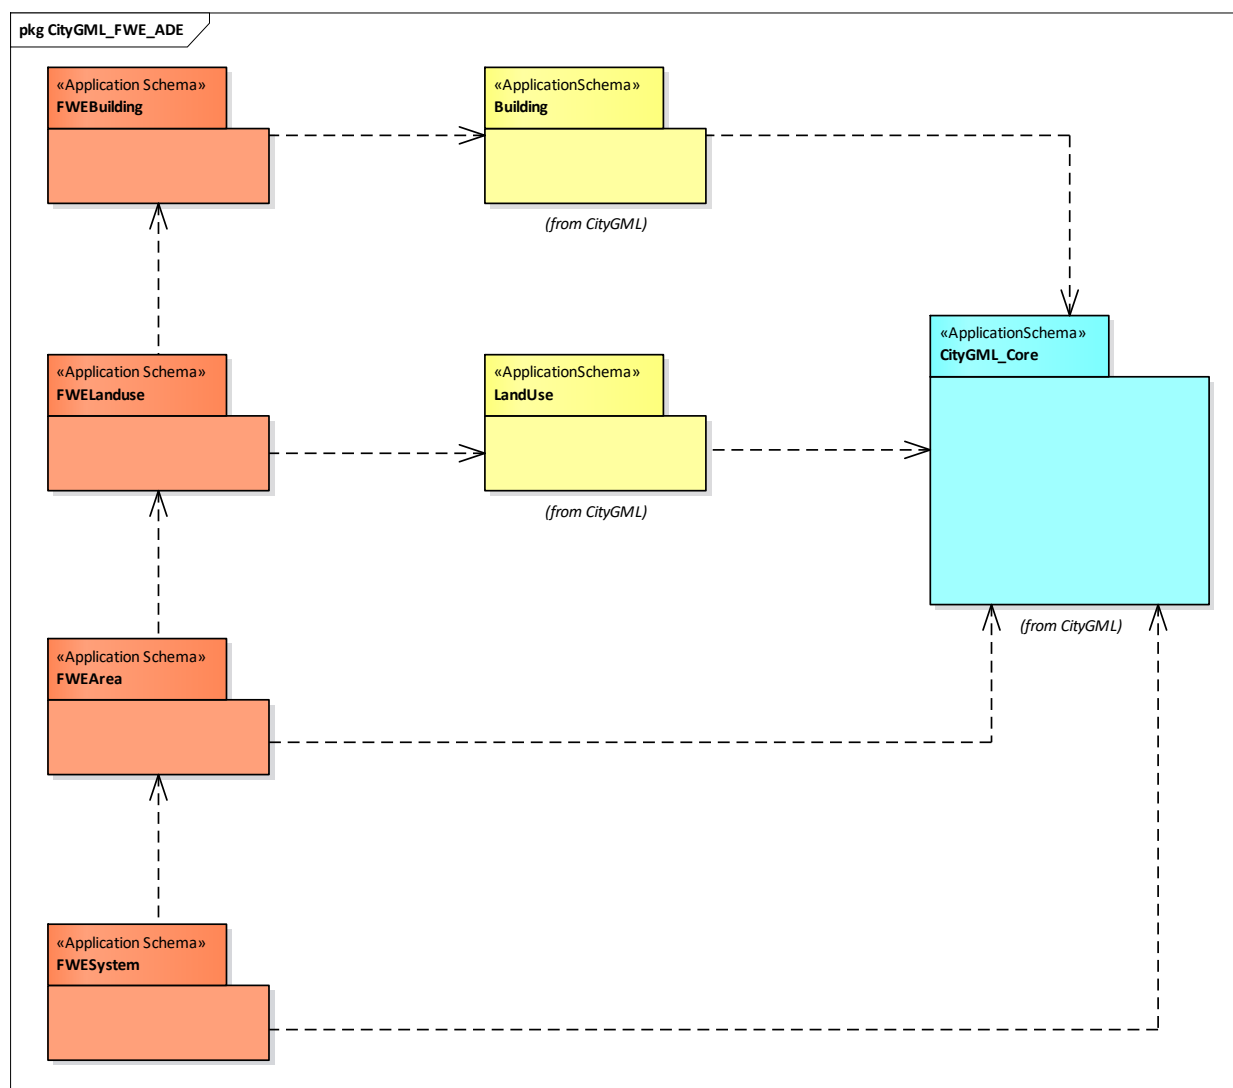 pkg CityGML_FWE_ADE
«Application Schema»
FWEBuilding
«ApplicationSchema»
Building
(from CityGML)
«Application Schema»
FWELanduse
«ApplicationSchema»
LandUse
(from CityGML)
«ApplicationSchema»
CityGML_Core
(from CityGML)
«Application Schema»
FWEArea
«Application Schema»
FWESystem